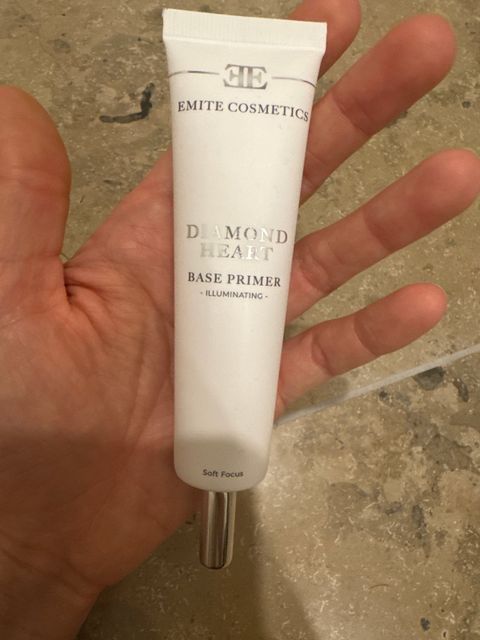 EE
EMITE COSMETICS
DIAMOND
HEART
BASE PRIMER
- ILLUMINATING -
Soft Focus